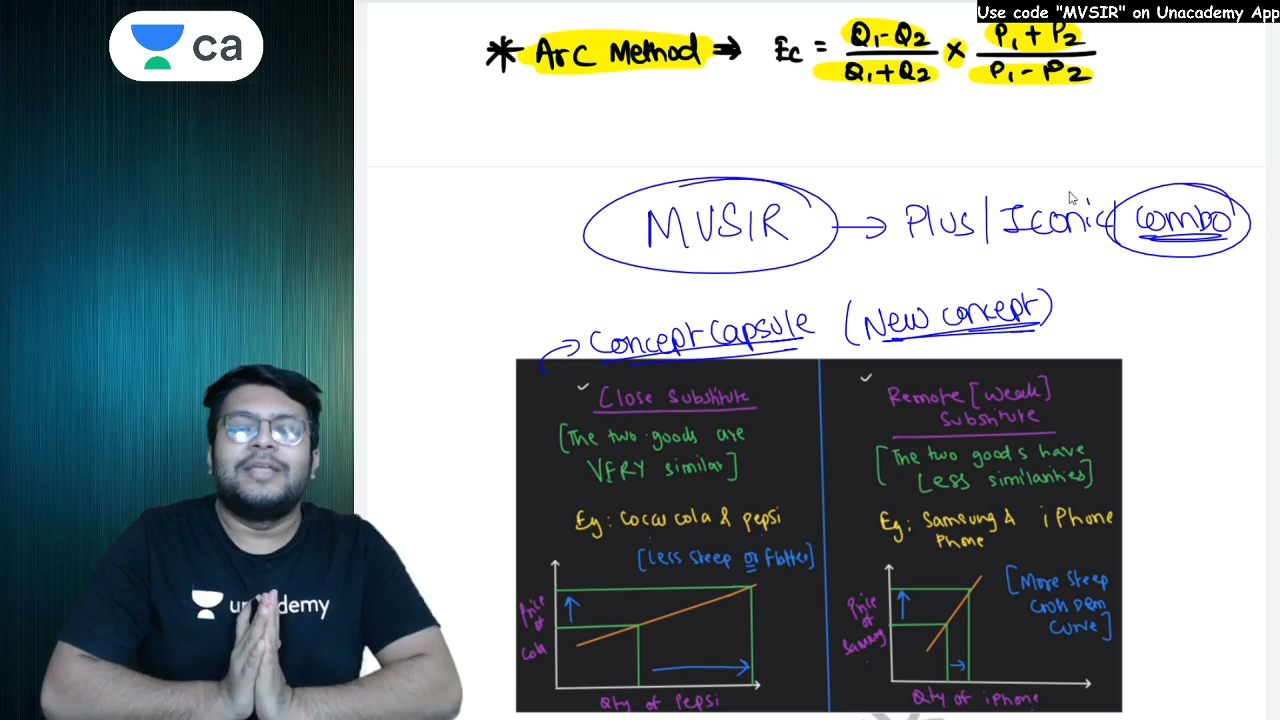 Use code "MVSIR" on Unacademy App
ca
* Arc Method ⇒ Ec = Q1-Q2 / Q1+Q2 × P1+P2 / P1-P2
MVSIR → Plus/Iconic/combo
→ Concept Capsule (New concept)
✓ Close Substitute
[The two goods are
VERY similar]
Eg: Coca cola & pepsi
[Less steep or flatter]
Price
of
Cola
Qty of Pepsi
✓ Remote [Weak]
Substitute
[The two goods have
Less similarities]
Eg: Samsung & iPhone
Phone
[More steep
Curve]
Price
of
Samsung
Qty of iPhone
unacademy